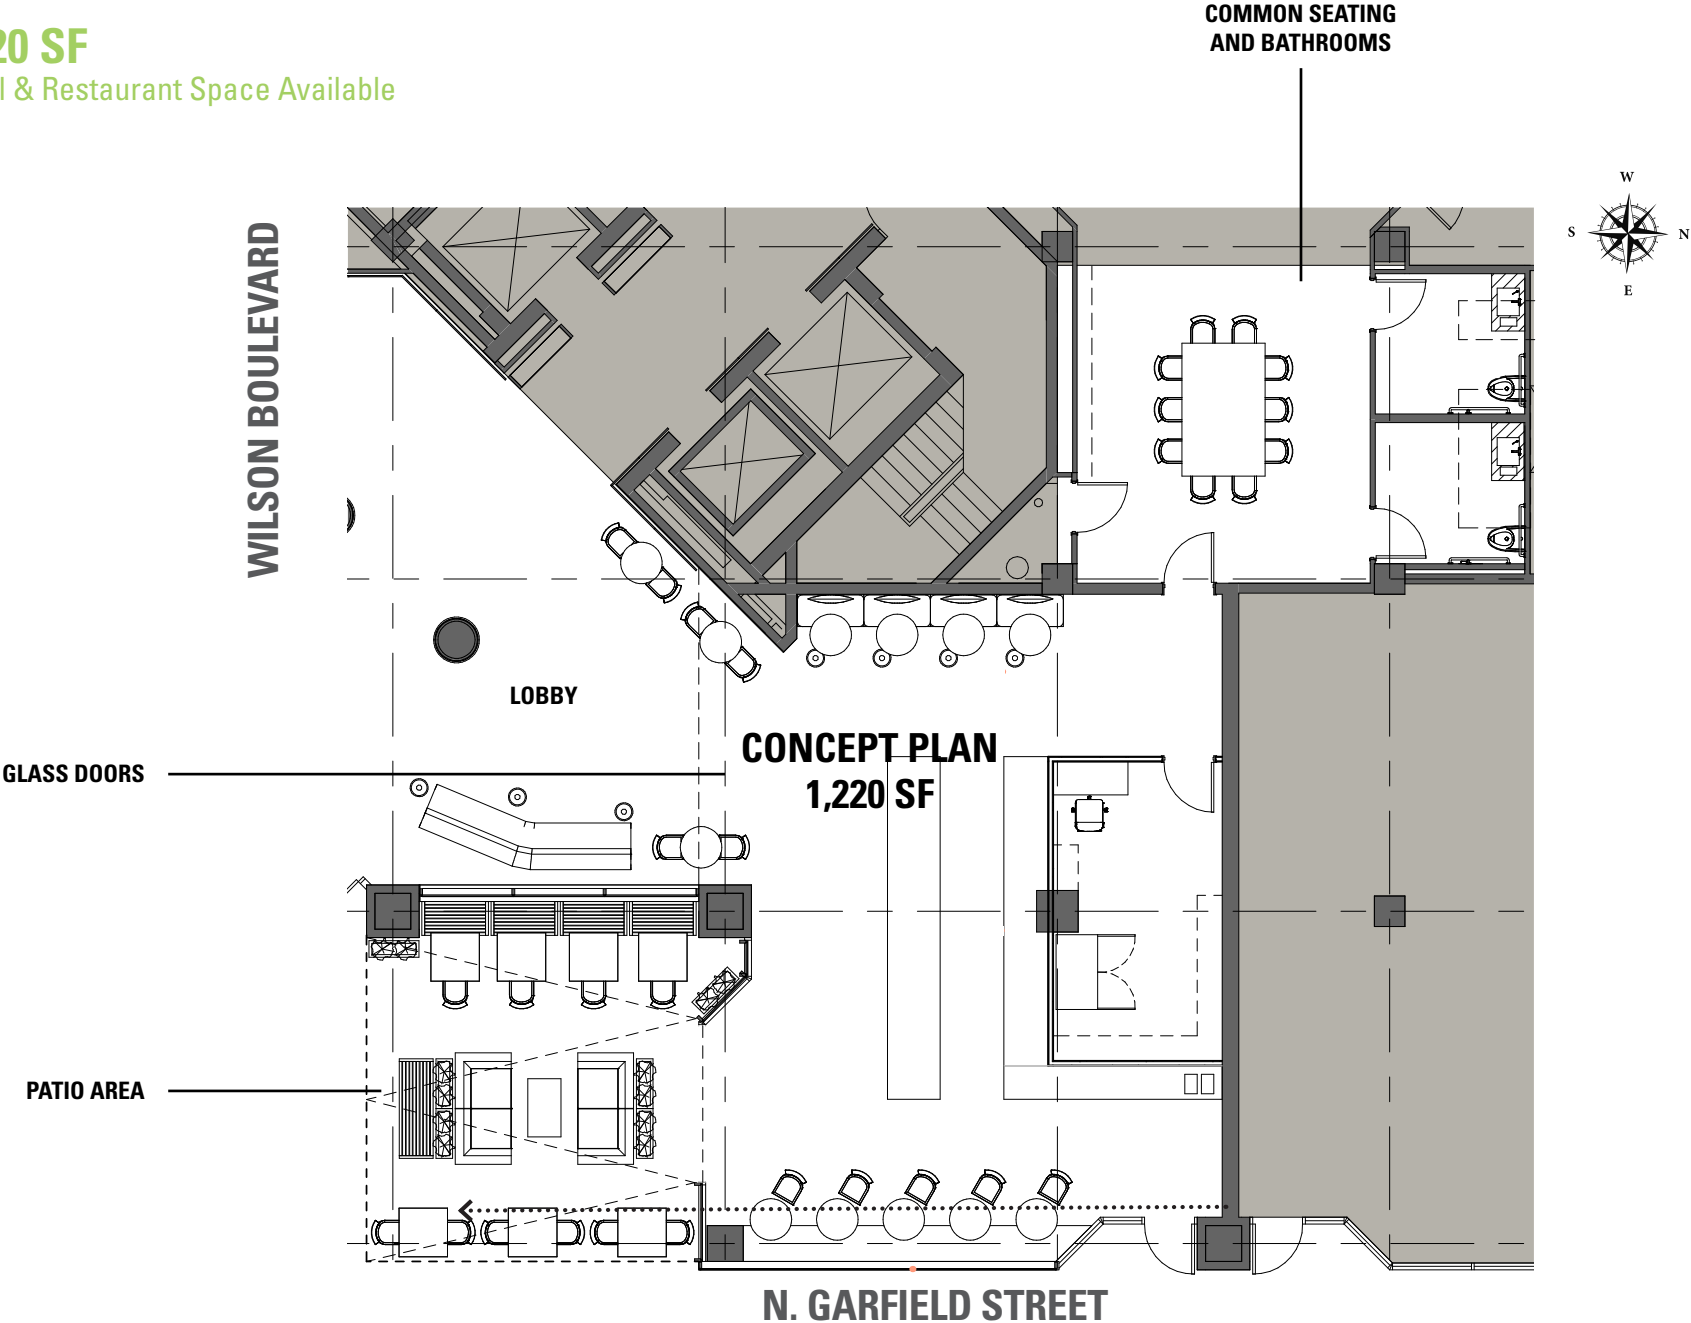 COMMON SEATING
AND BATHROOMS
20 SF
& Restaurant Space Available
W
S
N
E
WILSON BOULEVARD
LOBBY
CONCEPT PLAN
1,220 SF
GLASS DOORS
PATIO AREA
N. GARFIELD STREET